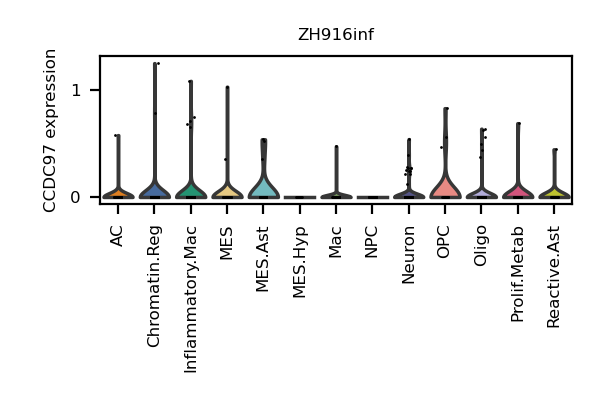 ZH916inf
CCDC97 expression
1
0
AC
Chromatin.Reg
Inflammatory.Mac
MES
MES.Ast
MES.Hyp
Mac
NPC
Neuron
OPC
Oligo
Prolif.Metab
Reactive.Ast